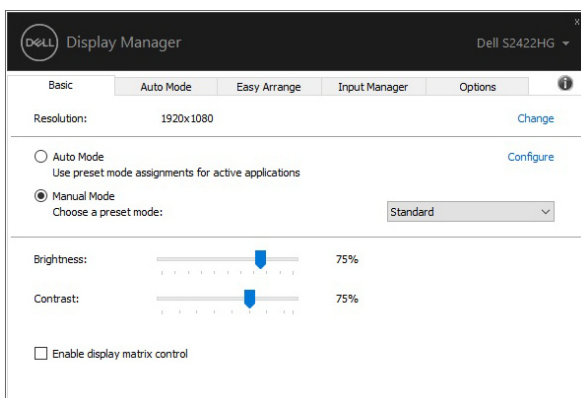 x
DELL Display Manager Dell S2422HG
Basic Auto Mode Easy Arrange Input Manager Options i
Resolution: 1920x1080 Change
Auto Mode Configure
Use preset mode assignments for active applications
Manual Mode
Choose a preset mode: Standard
Brightness: 75%
Contrast: 75%
Enable display matrix control